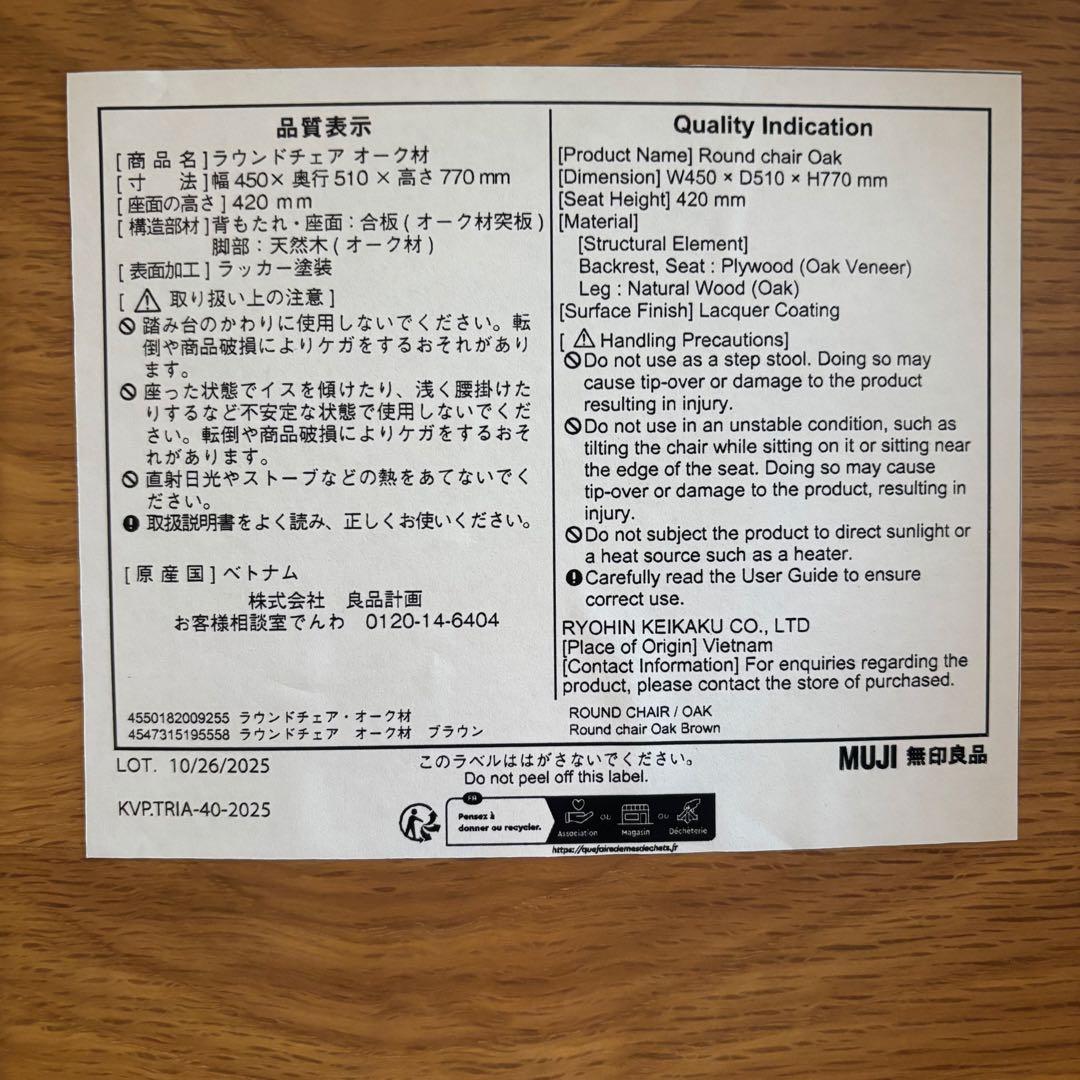 品質表示
[商品名]ラウンドチェア オーク材
[寸 法]幅450×奥行510×高さ770mm
[座面の高さ]420mm
[構造部材]背もたれ・座面：合板(オーク材突板)
脚部：天然木(オーク材)
[表面加工]ラッカー塗装
[⚠取り扱い上の注意]
踏み台のかわりに使用しないでください。転
倒や商品破損によりケガをするおそれがあり
ます。
座った状態でイスを傾けたり、浅く腰掛けた
りするなど不安定な状態で使用しないでくだ
さい。転倒や商品破損によりケガをするおそ
れがあります。
直射日光やストーブなどの熱をあてないでく
ださい。
取扱説明書をよく読み、正しくお使いください。
[原産国]ベトナム
株式会社 良品計画
お客様相談室でんわ 0120-14-6404
4550182009255 ラウンドチェア・オーク材
4547315195558 ラウンドチェア オーク材 ブラウン
Quality Indication
[Product Name] Round chair Oak
[Dimension] W450 × D510 × H770 mm
[Seat Height] 420 mm
[Material]
[Structural Element]
Backrest, Seat : Plywood (Oak Veneer)
Leg : Natural Wood (Oak)
[Surface Finish] Lacquer Coating
[ ⚠ Handling Precautions]
Do not use as a step stool. Doing so may
cause tip-over or damage to the product
resulting in injury.
Do not use in an unstable condition, such as
tilting the chair while sitting on it or sitting near
the edge of the seat. Doing so may cause
tip-over or damage to the product, resulting in
injury.
Do not subject the product to direct sunlight or
a heat source such as a heater.
Carefully read the User Guide to ensure
correct use.
RYOHIN KEIKAKU CO., LTD
[Place of Origin] Vietnam
[Contact Information] For enquiries regarding the
product, please contact the store of purchased.
ROUND CHAIR / OAK
Round chair Oak Brown
LOT. 10/26/2025
このラベルははがさないでください。
Do not peel off this label.
MUJI 無印良品
KVP.TRIA-40-2025
FR
Pensez à
donner ou recycler.
Association ou Magasin ou Déchèterie
https://quefairedemesdechets.fr